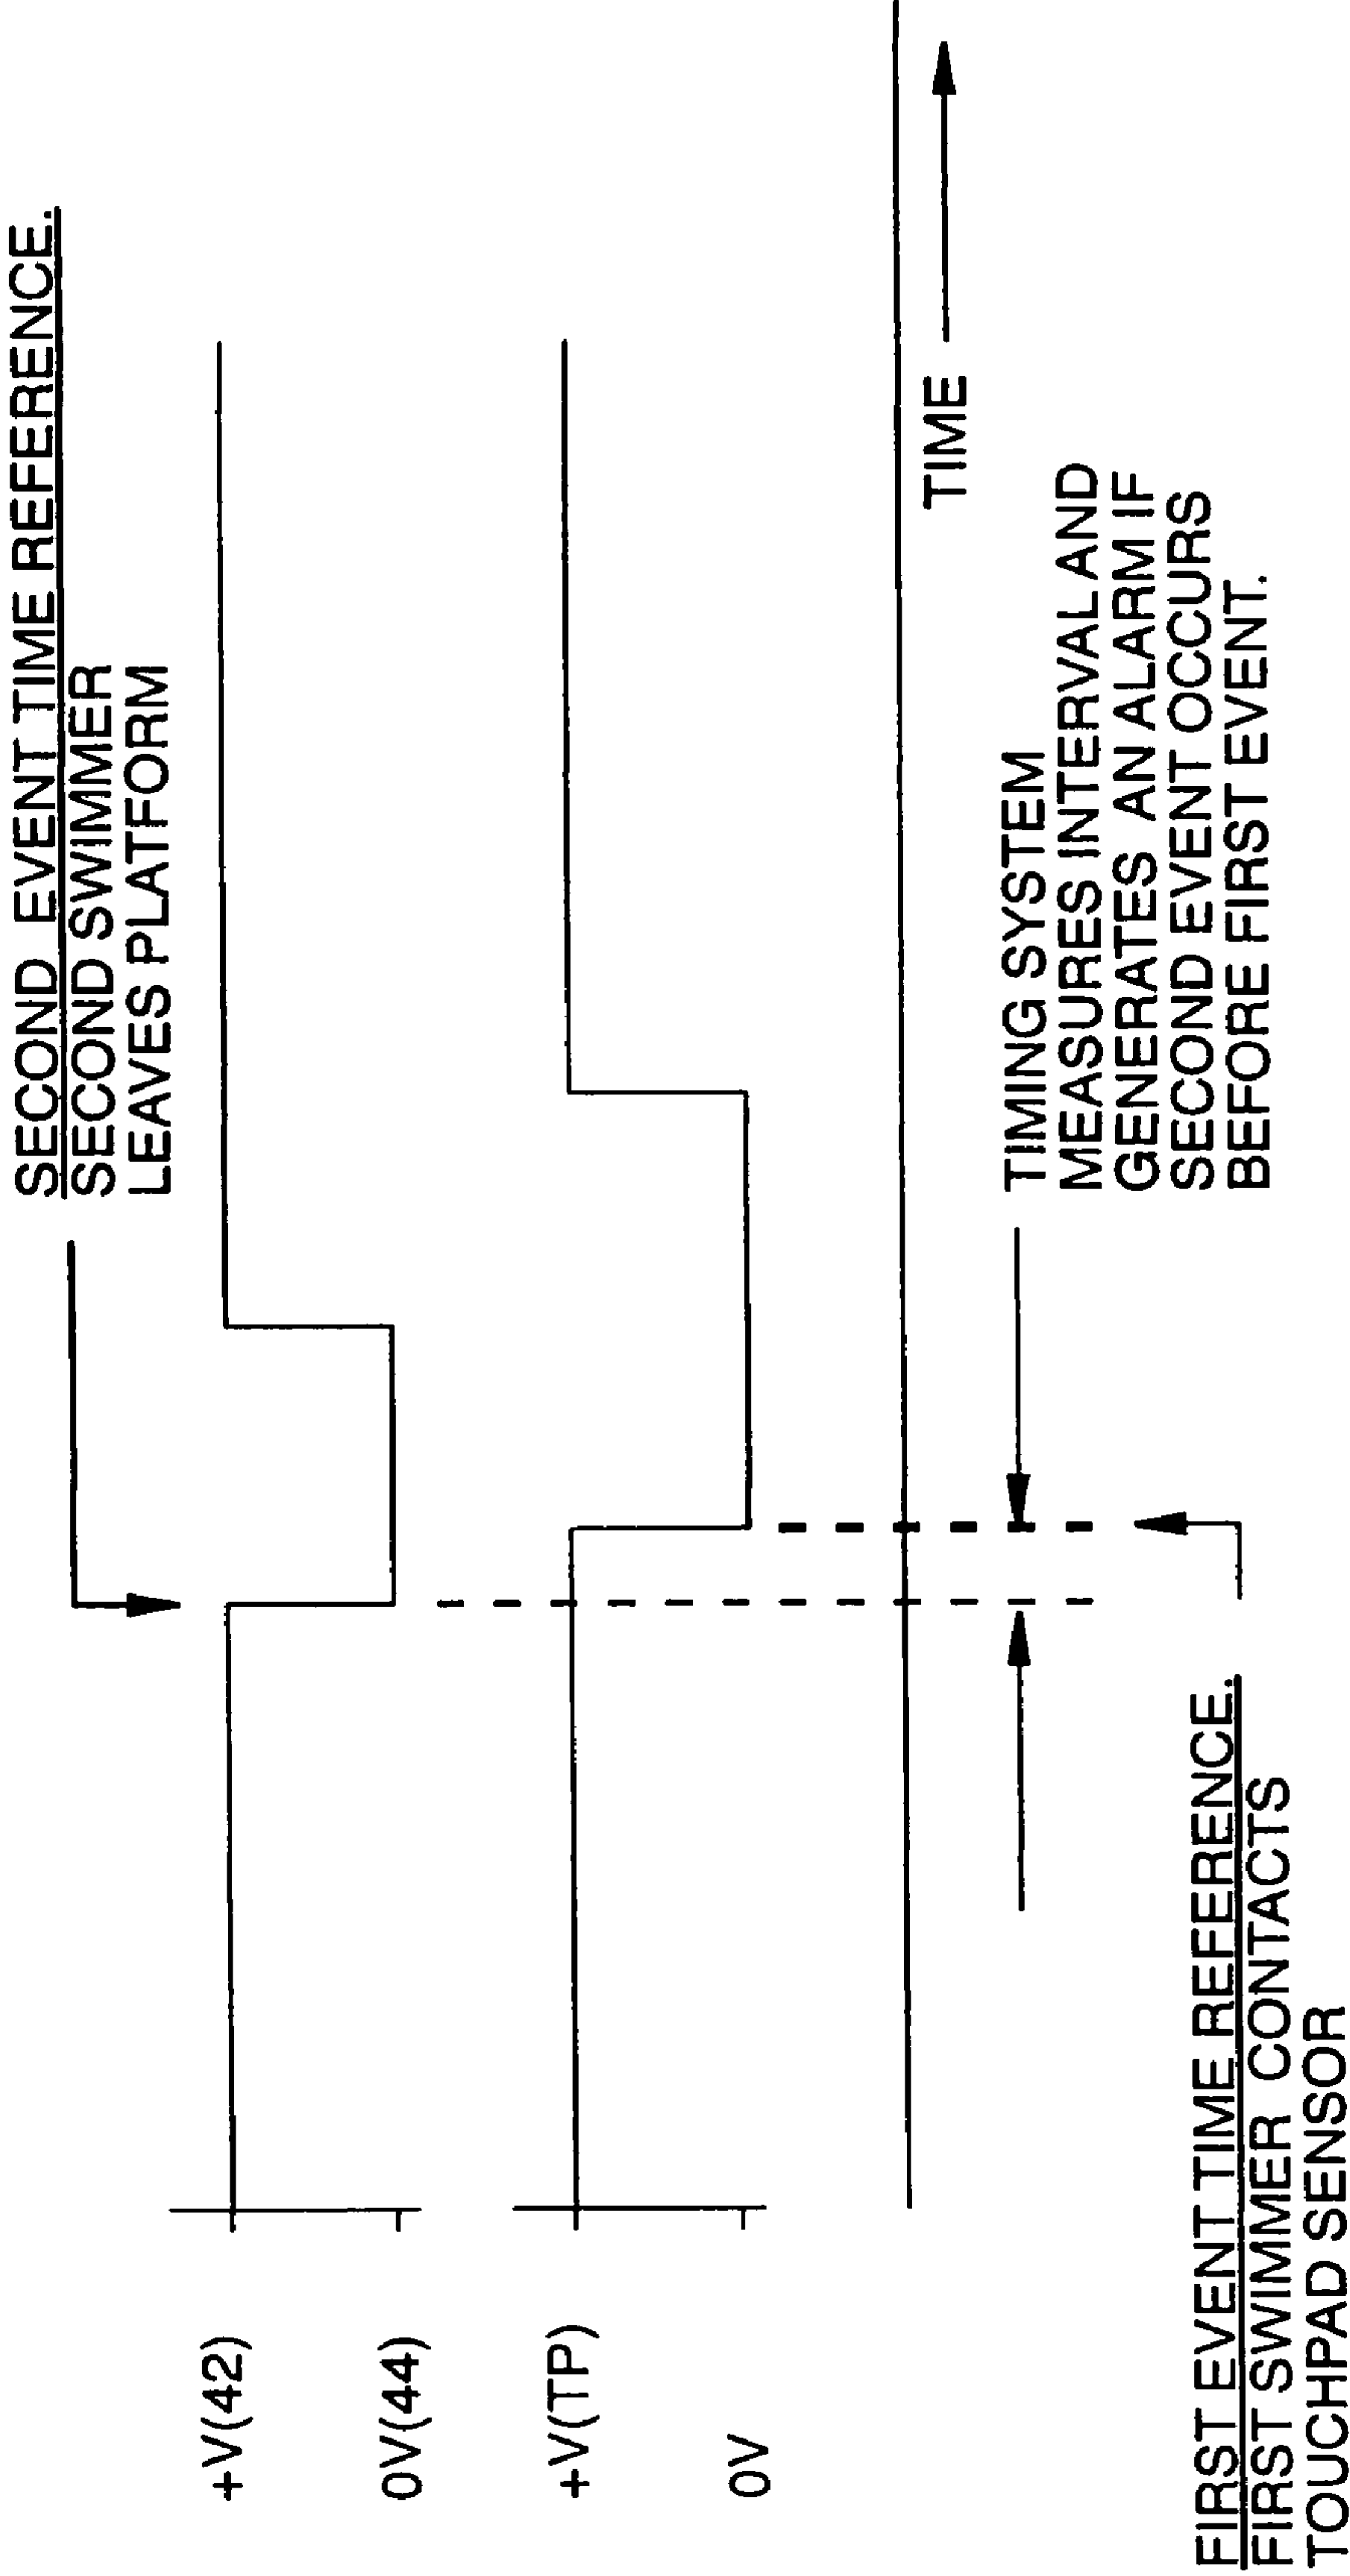 SECOND EVENT TIME REFERENCE.
SECOND SWIMMER
LEAVES PLATFORM
+V(42)
0V(44)
+V(TP)
0V
TIME
TIMING SYSTEM
MEASURES INTERVAL AND
GENERATES AN ALARM IF
SECOND EVENT OCCURS
BEFORE FIRST EVENT.
FIRST EVENT TIME REFERENCE.
FIRST SWIMMER CONTACTS
TOUCHPAD SENSOR